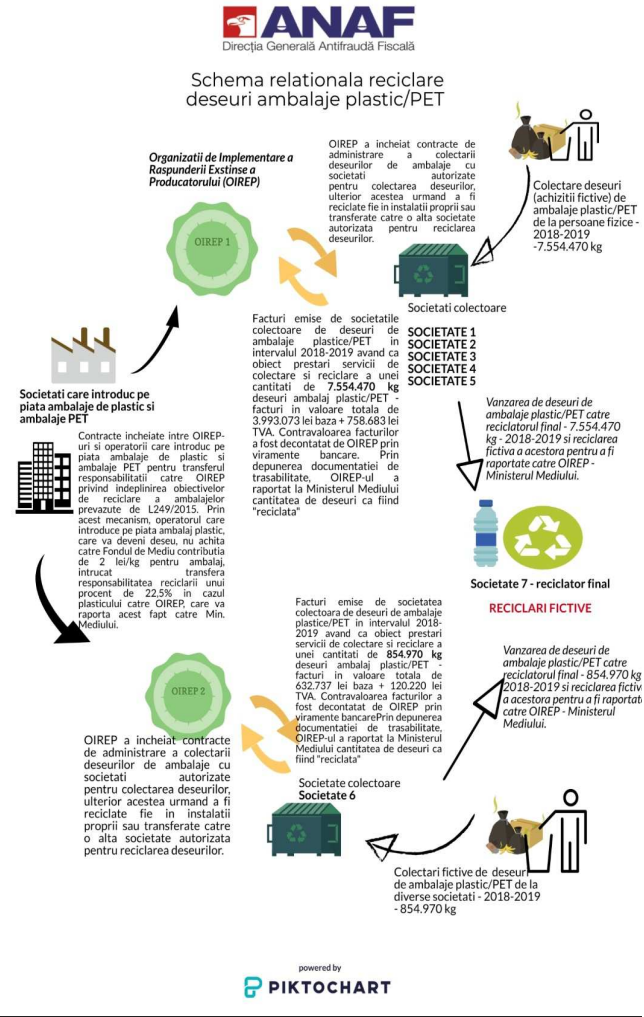 ANAF
Direcția Generală Antifraudă Fiscală
Schema relationala reciclare
deseuri ambalaje plastic/PET
Organizatii de Implementare a
Raspunderii Exstinse a
Producatorului (OIREP)
OIREP 1
OIREP a incheiat contracte de
administrare a colectarii
deseurilor de ambalaje cu
societati autorizate
pentru colectarea deseurilor,
ulterior acestea urmand a fi
reciclate fie in instalatii proprii sau
transferate catre o alta societate
autorizata pentru reciclarea
deseurilor.
Colectare deseuri
(achizitii fictive) de
ambalaje plastic/PET
de la persoane fizice -
2018-2019
-7.554.470 kg
Societati colectoare
SOCIETATE 1
SOCIETATE 2
SOCIETATE 3
SOCIETATE 4
SOCIETATE 5
Facturi emise de societatile
colectoare de deseuri de
ambalaje plastice/PET in
intervalul 2018-2019 avand ca
obiect prestari servicii de
colectare si reciclare a unei
cantitati de 7.554.470 kg
deseuri ambalaj plastic/PET -
facturi in valoare totala de
3.993.073 lei baza + 758.683 lei
TVA. Contravaloarea facturilor
a fost decontatat de OIREP prin
viramente bancare. Prin
depunerea documentatiei de
trasabilitate, OIREP-ul a
raportat la Ministerul Mediului
cantitatea de deseuri ca fiind
"reciclata"
Societati care introduc pe
piata ambalaje de plastic si
ambalaje PET
Contracte incheiate intre OIREP-
uri si operatorii care introduc pe
piata ambalaje de plastic si
ambalaje PET pentru transferul
responsabilitatii catre OIREP
privind indeplinirea obiectivelor
de reciclare a ambalajelor
prevazute de L249/2015. Prin
acest mecanism, operatorul care
introduce pe piata ambalaj plastic,
care va deveni deseu, nu achita
catre Fondul de Mediu contributia
de 2 lei/kg pentru ambalaj,
intrucat transfera
responsabilitatea reciclarii unui
procent de 22,5% in cazul
plasticului catre OIREP, care va
raporta acest fapt catre Min.
Mediului.
Vanzarea de deseuri de
ambalaje plastic/PET catre
reciclatorul final - 7.554.470
kg - 2018-2019 si reciclarea
fictiva a acestora pentru a fi
raportate catre OIREP -
Ministerul Mediului.
Societate 7 - reciclator final
RECICLARI FICTIVE
OIREP 2
OIREP a incheiat contracte
de administrare a colectarii
deseurilor de ambalaje cu
societati autorizate
pentru colectarea deseurilor,
ulterior acestea urmand a fi
reciclate fie in instalatii
proprii sau transferate catre
o alta societate autorizata
pentru reciclarea deseurilor.
Facturi emise de societatea
colectoara de deseuri de ambalaje
plastice/PET in intervalul 2018-
2019 avand ca obiect prestari
servicii de colectare si reciclare a
unei cantitati de 854.970 kg
deseuri ambalaj plastic/PET -
facturi in valoare totala de
632.737 lei baza + 120.220 lei
TVA. Contravaloarea facturilor a
fost decontatat de OIREP prin
viramente bancarePrin depunerea
documentatiei de trasabilitate,
OIREP-ul a raportat la Ministerul
Mediului cantitatea de deseuri ca
fiind "reciclata"
Vanzarea de deseuri de
ambalaje plastic/PET catre
reciclatorul final - 854.970 kg
2018-2019 si reciclarea fictiva
a acestora pentru a fi raportate
catre OIREP - Ministerul
Mediului.
Societate colectoare
Societate 6
Colectari fictive de deseuri
de ambalaje plastic/PET de la
diverse societati - 2018-2019
- 854.970 kg
powered by
PIKTOCHART